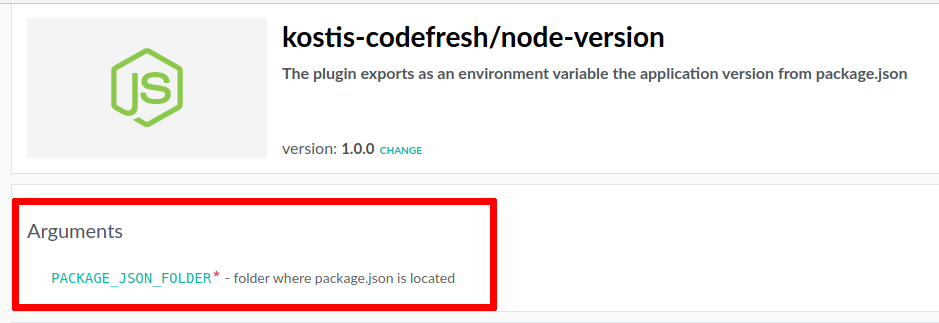 JS
kostis-codefresh/node-version
The plugin exports as an environment variable the application version from package.json
version: 1.0.0 CHANGE
Arguments
PACKAGE_JSON_FOLDER* - folder where package.json is located